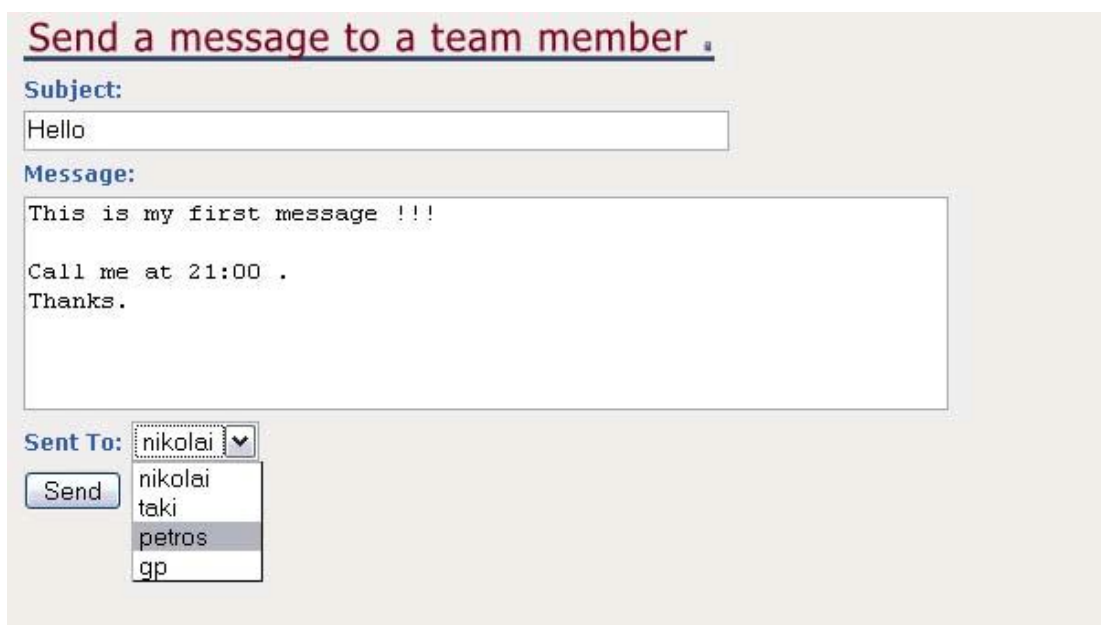 Send a message to a team member .
Subject:
Hello
Message:
This is my first message !!!
Call me at 21:00 .
Thanks.
Sent To: nikolai
nikolai
Send
taki
petros
gp